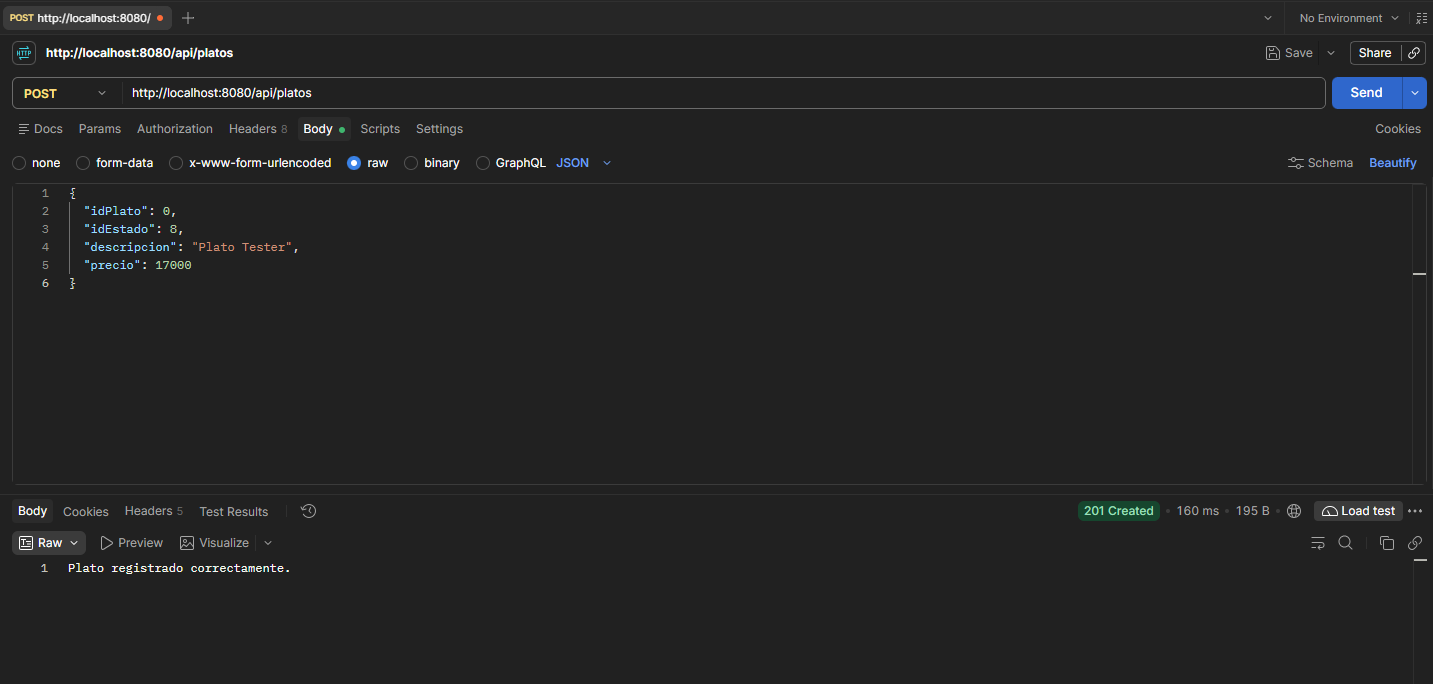 POST http://localhost:8080/
No Environment
HTTP http://localhost:8080/api/platos
Save
Share
POST
http://localhost:8080/api/platos
Send
Docs Params Authorization Headers 8 Body Scripts Settings
Cookies
none form-data x-www-form-urlencoded raw binary GraphQL JSON
Schema Beautify
1 {
2 "idPlato": 0,
3 "idEstado": 8,
4 "descripcion": "Plato Tester",
5 "precio": 17000
6 }
Body Cookies Headers 5 Test Results
201 Created 160 ms 195 B
Load test
Raw Preview Visualize
1 Plato registrado correctamente.